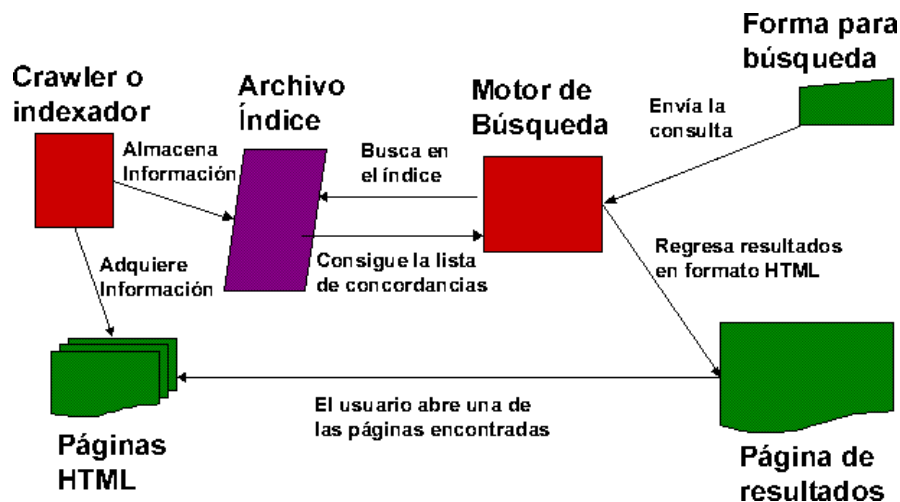 Forma para
búsqueda
Crawler o
indexador
Archivo
Índice
Motor de
Búsqueda
Envía la
consulta
Almacena
Información
Busca en
el índice
Adquiere
Información
Consigue la lista
de concordancias
Regresa resultados
en formato HTML
El usuario abre una de
las páginas encontradas
Páginas
HTML
Página de
resultados